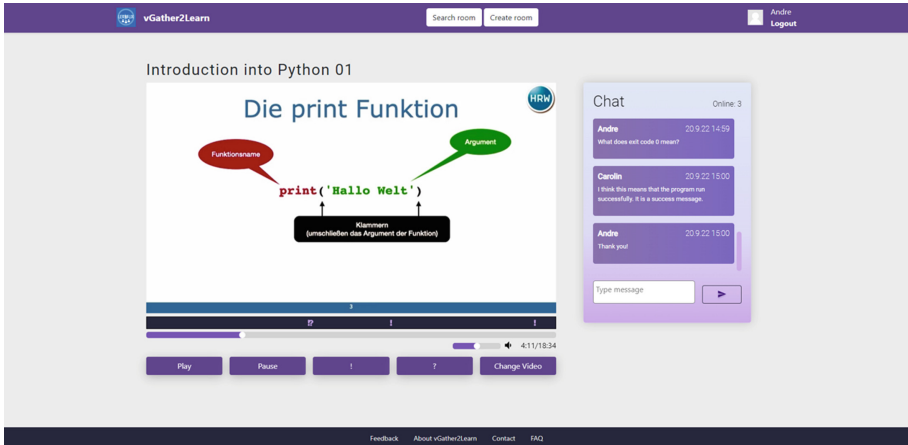 vGather2Learn
Search room
Create room
Andre
Logout
Introduction into Python 01
Die print Funktion
HRW
Funktionsname
Argument
print('Hallo Welt')
Klammern
(umschließen das Argument der Funktion)
3
!?
!
!
4:11/18:34
Play
Pause
!
?
Change Video
Chat
Online: 3
Andre
20.9.22 14:59
What does exit code 0 mean?
Carolin
20.9.22 15:00
I think this means that the program run
successfully. It is a success message.
Andre
20.9.22 15:00
Thank you!
Type message
Feedback
About vGather2Learn
Contact
FAQ